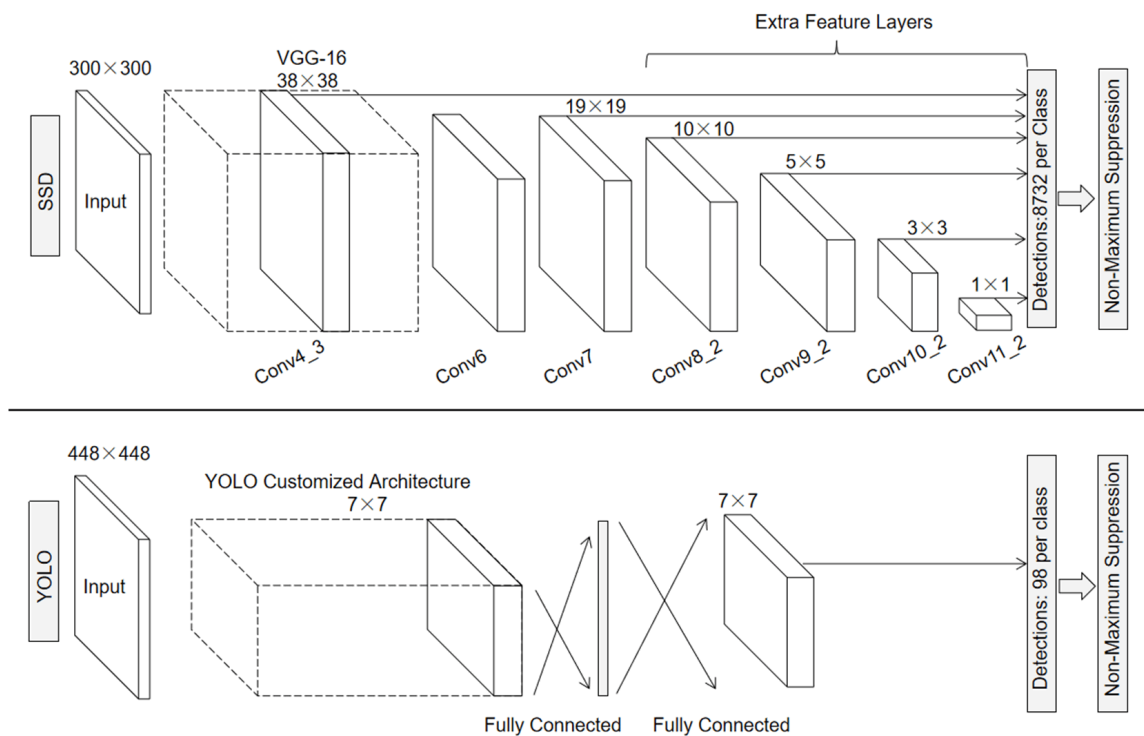 Extra Feature Layers
VGG-16
300×300
38×38
19×19
10×10
5×5
3×3
1×1
SSD
Input
Detections:8732 per Class
Non-Maximum Suppression
Conv4_3
Conv6
Conv7
Conv8_2
Conv9_2
Conv10_2
Conv11_2
448×448
YOLO Customized Architecture
7×7
7×7
YOLO
Input
Detections: 98 per class
Non-Maximum Suppression
Fully Connected
Fully Connected